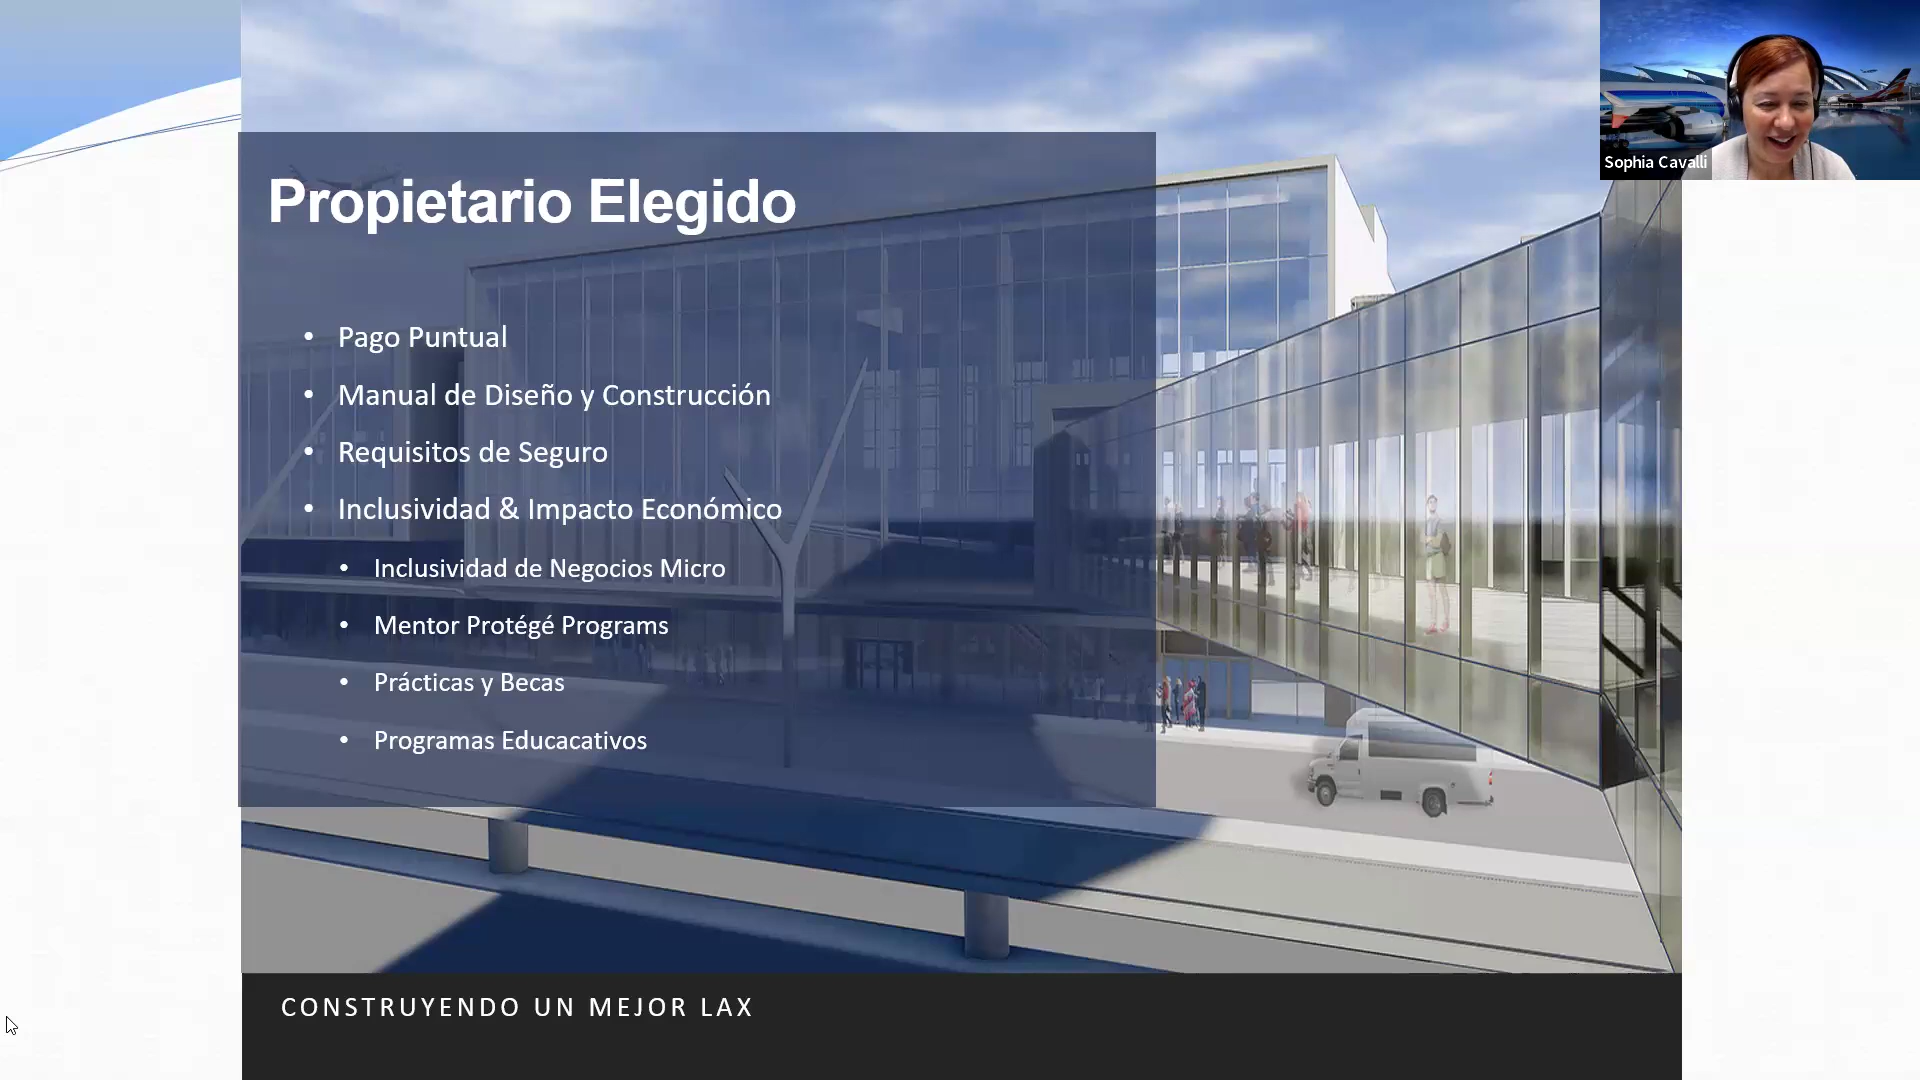 Propietario Elegido
• Pago Puntual
• Manual de Diseño y Construcción
• Requisitos de Seguro
• Inclusividad & Impacto Económico
• Inclusividad de Negocios Micro
• Mentor Protégé Programs
• Prácticas y Becas
• Programas Educacativos
CONSTRUYENDO UN MEJOR LAX
Sophia Cavalli